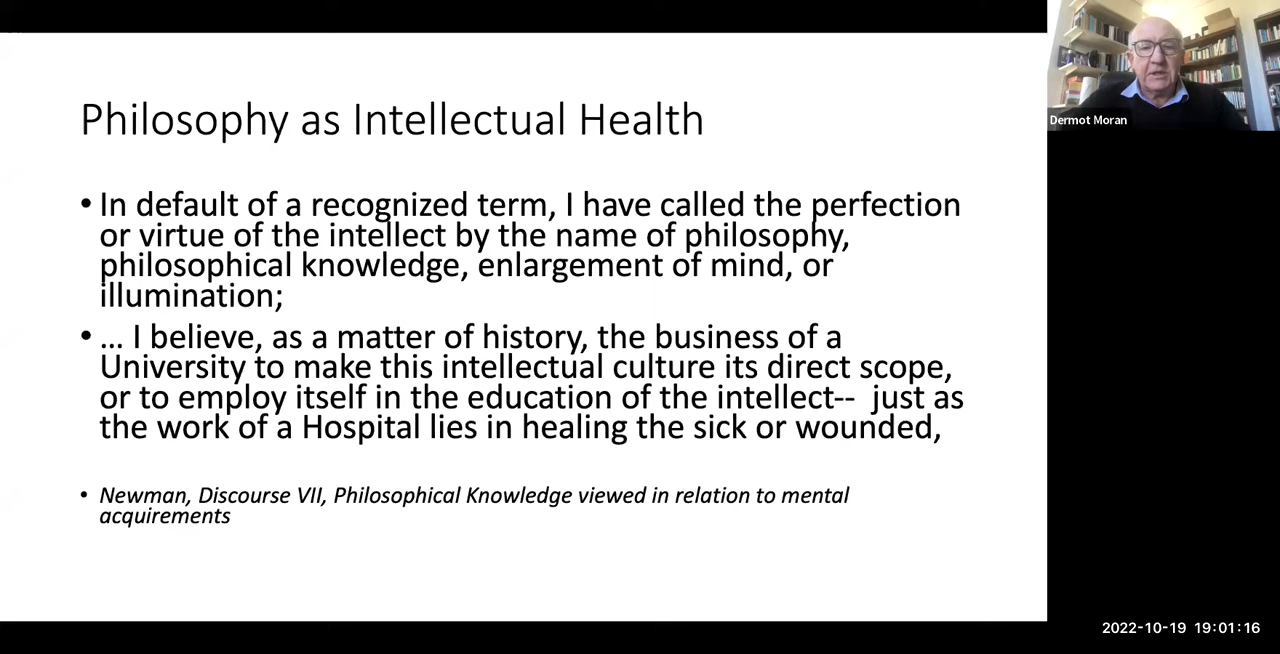 Philosophy as Intellectual Health
• In default of a recognized term, I have called the perfection
or virtue of the intellect by the name of philosophy,
philosophical knowledge, enlargement of mind, or
illumination;
• … I believe, as a matter of history, the business of a
University to make this intellectual culture its direct scope,
or to employ itself in the education of the intellect-- just as
the work of a Hospital lies in healing the sick or wounded,
• Newman, Discourse VII, Philosophical Knowledge viewed in relation to mental
acquirements
Dermot Moran
2022-10-19 19:01:16